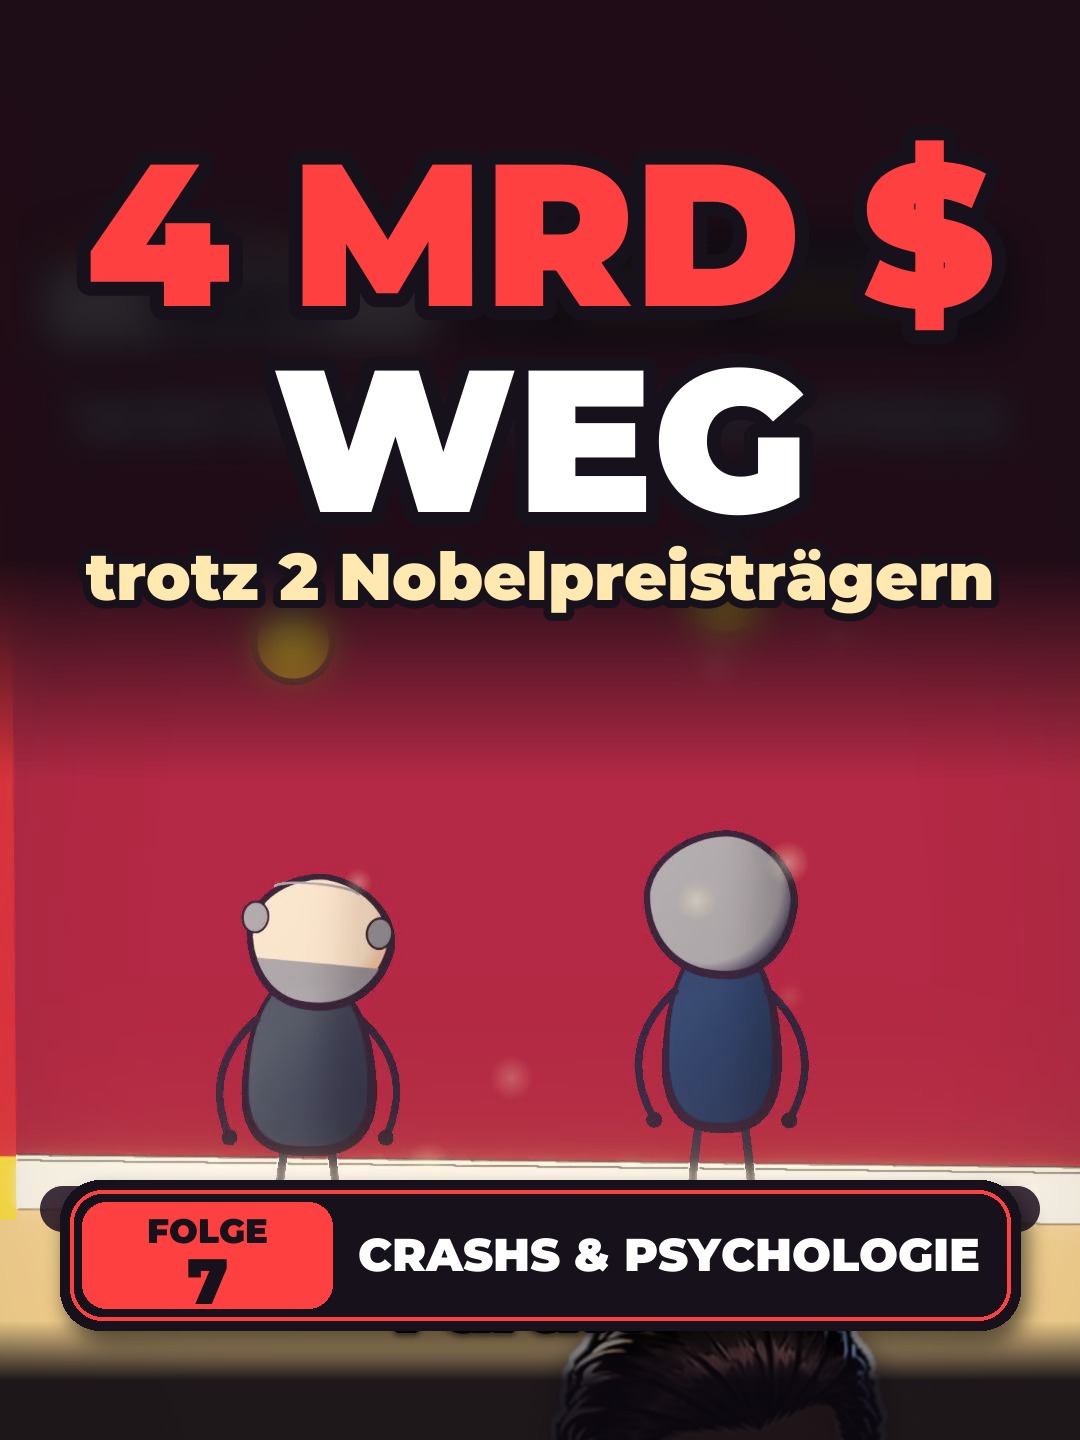 4 MRD $
WEG
trotz 2 Nobelpreisträgern
FOLGE
7
CRASHS & PSYCHOLOGIE